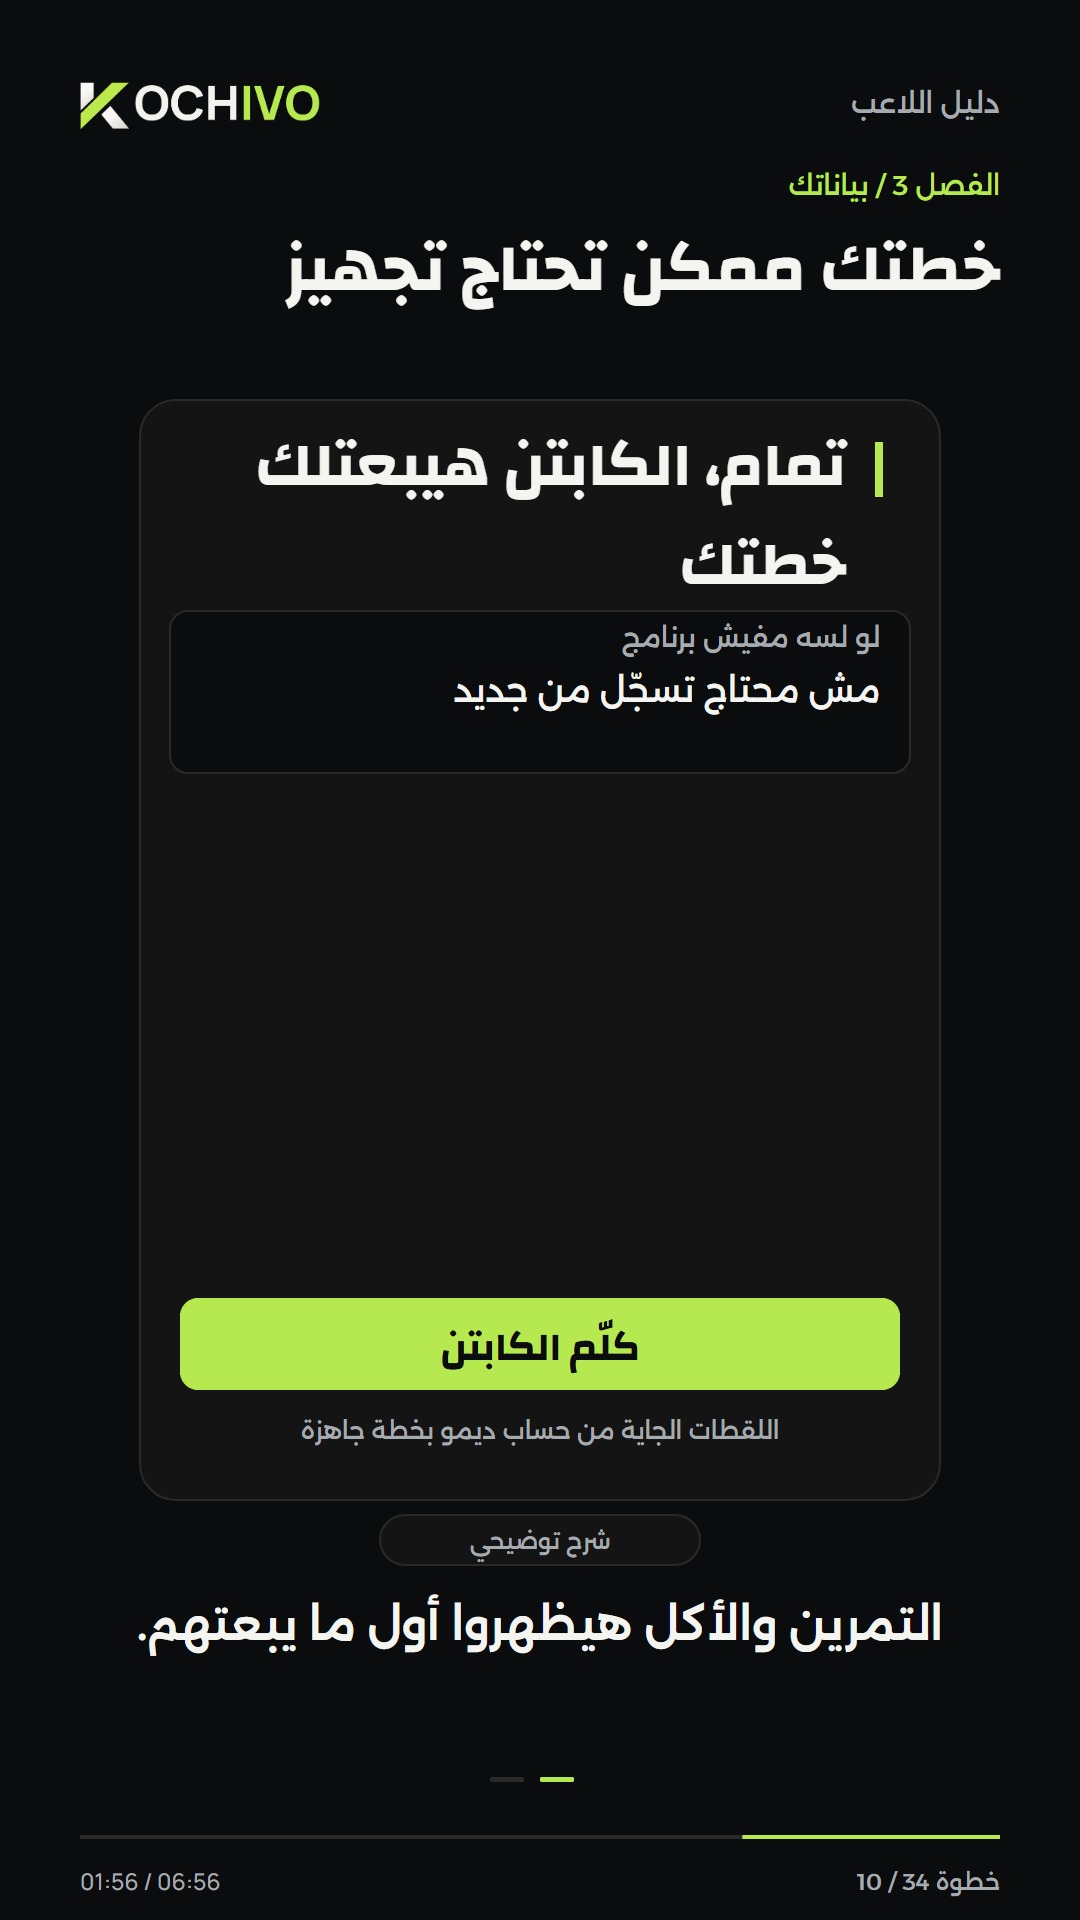 KOCHIVO
دليل اللاعب
الفصل 3 / بياناتك
خطتك ممكن تحتاج تجهيز
تمام، الكابتن هيبعتلك
خطتك
لو لسه مفيش برنامج
مش محتاج تسجّل من جديد
كلّم الكابتن
اللقطات الجاية من حساب ديمو بخطة جاهزة
شرح توضيحي
التمرين والأكل هيظهروا أول ما يبعتهم.
خطوة 34 / 10
01:56 / 06:56